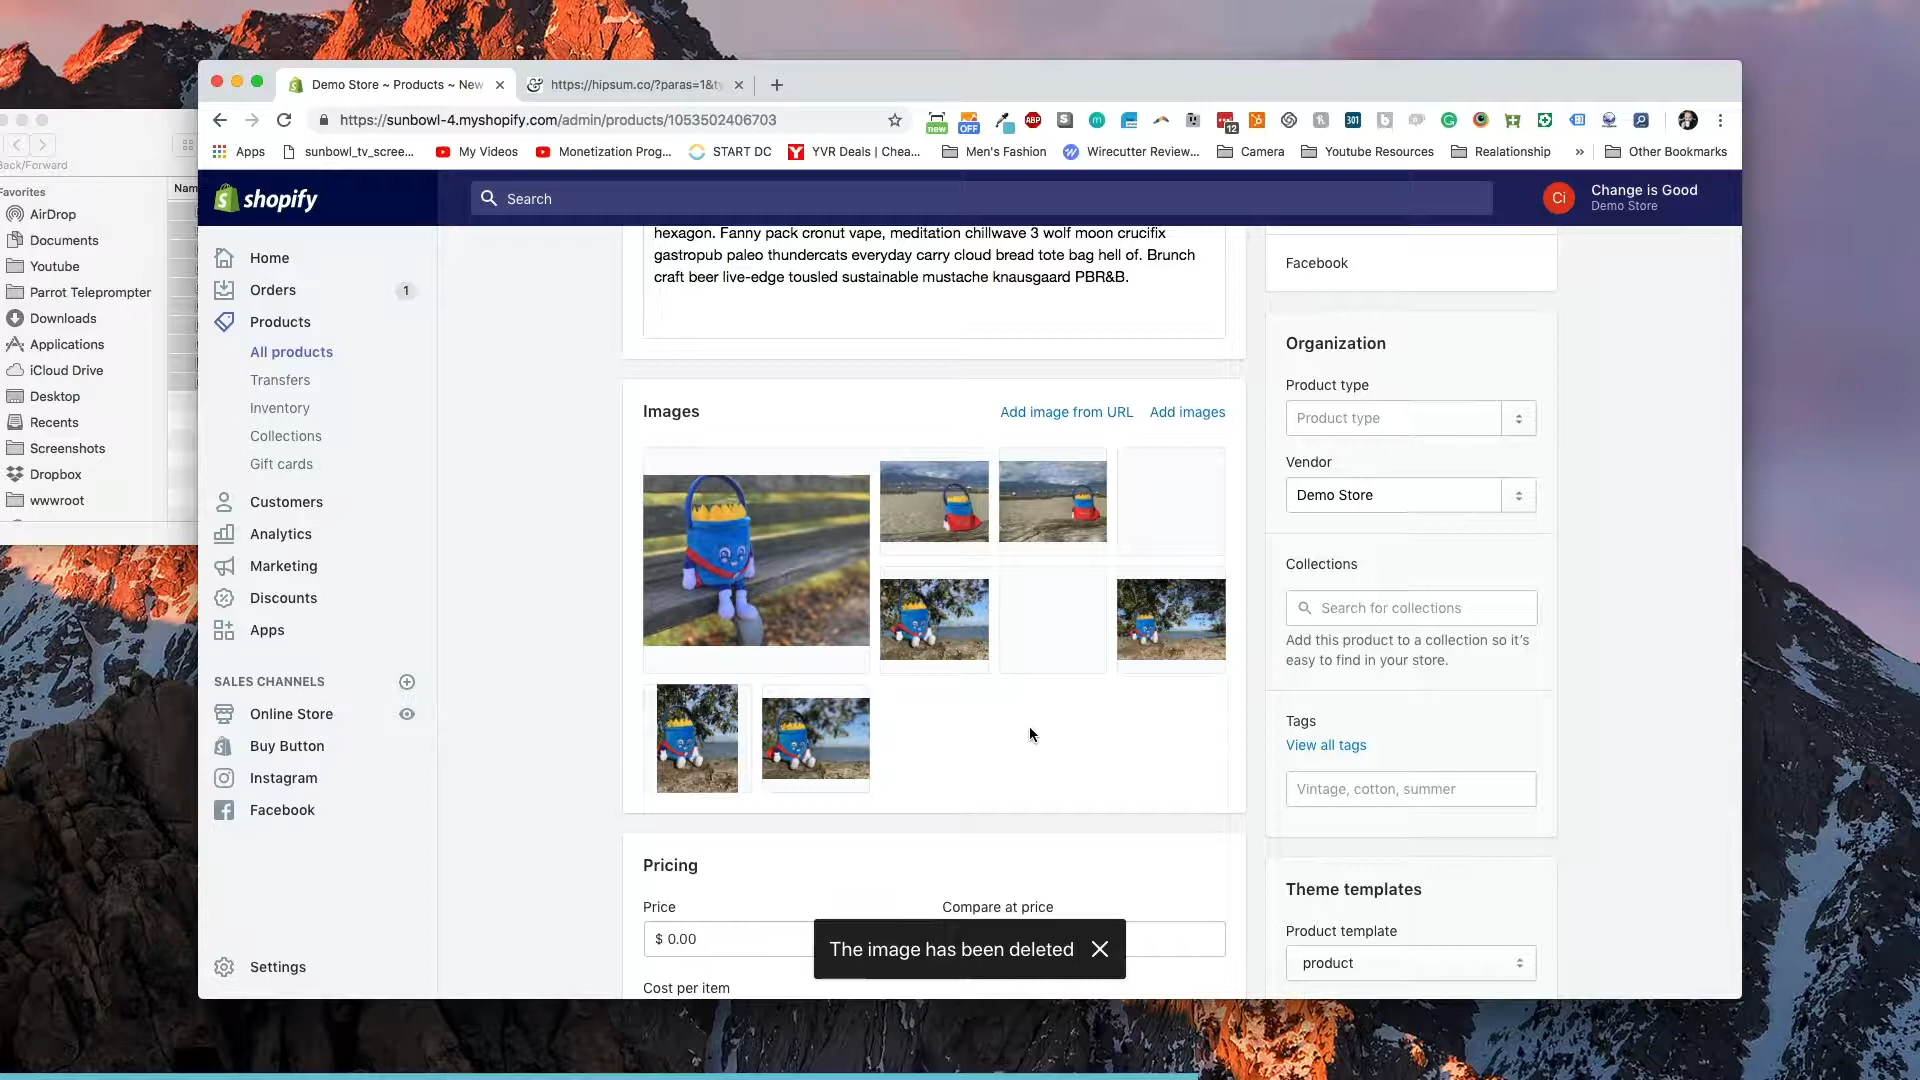 Demo Store ~ Products ~ New
https://hipsum.co/?paras=1&ty
https://sunbowl-4.myshopify.com/admin/products/1053502406703
new
OFF
ABP
12
301
Apps
sunbowl_tv_scree...
My Videos
Monetization Prog...
START DC
YVR Deals | Chea...
Men's Fashion
Wirecutter Review...
Camera
Youtube Resources
Realationship
»
Other Bookmarks
Back/Forward
Favorites
Nam
AirDrop
Documents
Youtube
Parrot Teleprompter
Downloads
Applications
iCloud Drive
Desktop
Recents
Screenshots
Dropbox
wwwroot
shopify
Search
Ci
Change is Good
Demo Store
Home
Orders
1
Products
All products
Transfers
Inventory
Collections
Gift cards
Customers
Analytics
Marketing
Discounts
Apps
SALES CHANNELS
Online Store
Buy Button
Instagram
Facebook
Settings
hexagon. Fanny pack cronut vape, meditation chillwave 3 wolf moon crucifix
gastropub paleo thundercats everyday carry cloud bread tote bag hell of. Brunch
craft beer live-edge tousled sustainable mustache knausgaard PBR&B.
Images
Add image from URL
Add images
Pricing
Price
Compare at price
$ 0.00
The image has been deleted
Cost per item
Facebook
Organization
Product type
Product type
Vendor
Demo Store
Collections
Search for collections
Add this product to a collection so it's
easy to find in your store.
Tags
View all tags
Vintage, cotton, summer
Theme templates
Product template
product